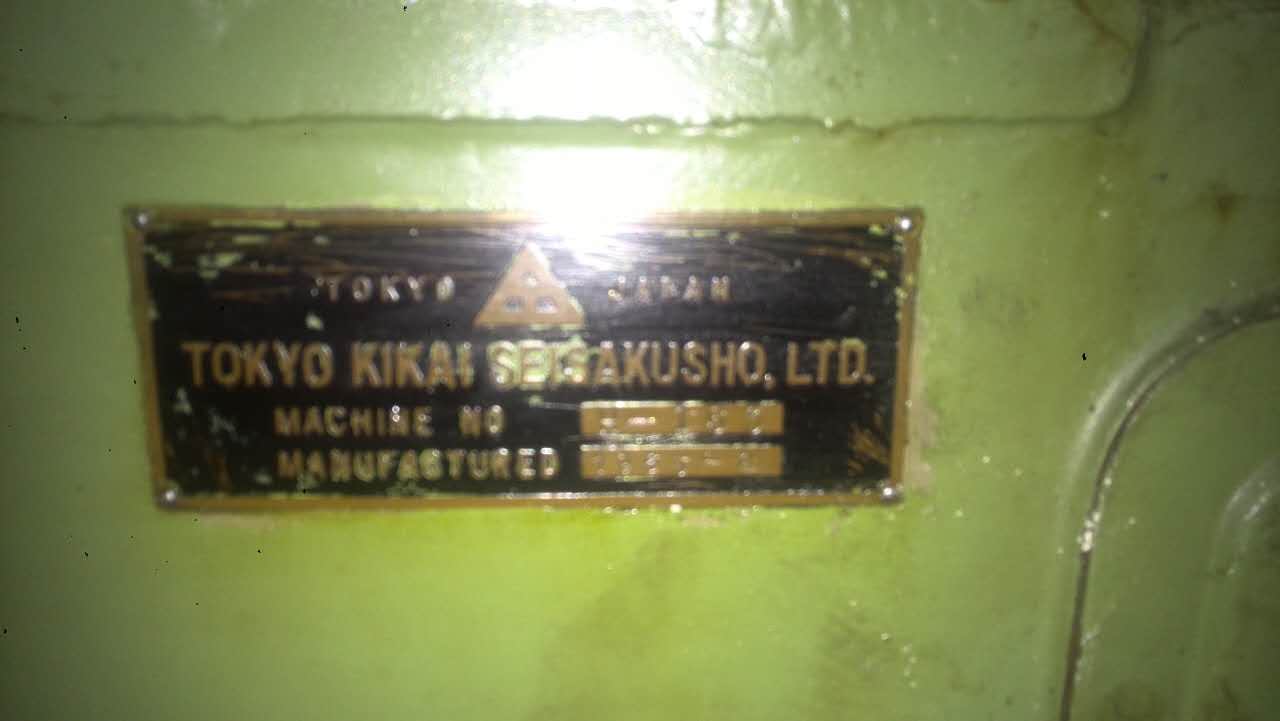 TOKYO JAPAN
TOKYO KIKAI SEISAKUSHO, LTD.
MACHINE NO
MANUFACTURED